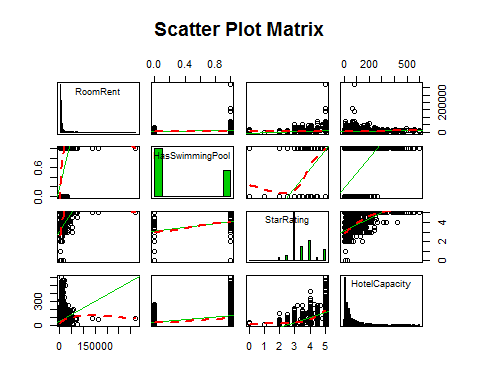 Scatter Plot Matrix
0.0 0.4 0.8
0 200 500
RoomRent
0 200000
0.0 0.6
HasSwimmingPool
StarRating
0 2 4
0 300
HotelCapacity
0 150000
0 1 2 3 4 5